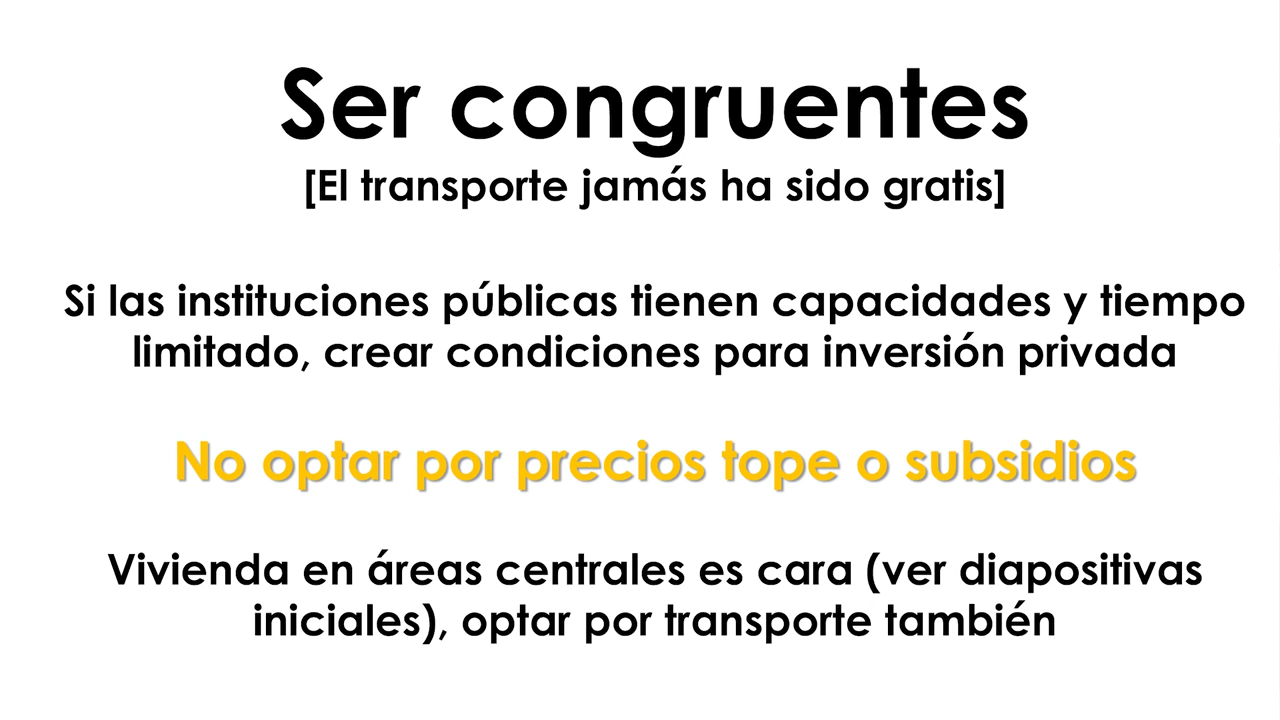 Ser congruentes
[El transporte jamás ha sido gratis]
Si las instituciones públicas tienen capacidades y tiempo
limitado, crear condiciones para inversión privada
No optar por precios tope o subsidios
Vivienda en áreas centrales es cara (ver diapositivas
iniciales), optar por transporte también